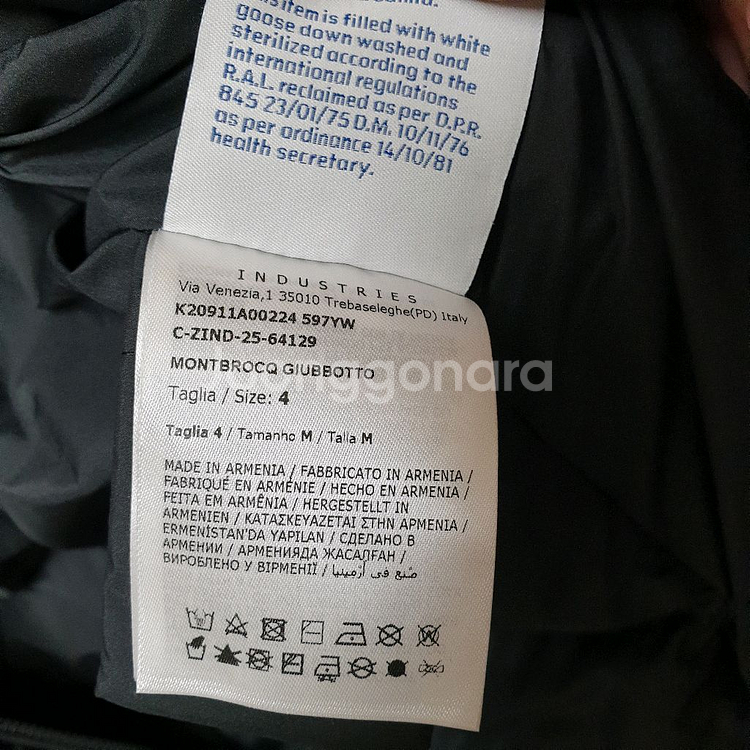 this item is filled with white
goose down washed and
sterilized according to the
international regulations
R.A.L. reclaimed as per D.P.R.
845 23/01/75 D.M. 10/11/76
as per ordinance 14/10/81
health secretary.
INDUSTRIES
Via Venezia,1 35010 Trebaseleghe(PD) Italy
K20911A00224 597YW
C-ZIND-25-64129
MONTBROCQ GIUBBOTTO
Taglia / Size: 4
Taglia 4 / Tamanho M / Talla M
MADE IN ARMENIA / FABBRICATO IN ARMENIA /
FABRIQUÉ EN ARMÉNIE / HECHO EN ARMENIA /
FEITA EM ARMÊNIA / HERGESTELLT IN
ARMENIEN / ΚΑΤΑΣΚΕΥΑΖΕΤΑΙ ΣΤΗΝ ΑΡΜΕΝΙΑ /
ERMENİSTAN'DA YAPILAN / СДЕЛАНО В
АРМЕНИИ / АРМЕНИЯДА ЖАСАЛҒАН /
ВИРОБЛЕНО У ВІРМЕНІЇ / صُنع في أرمينيا